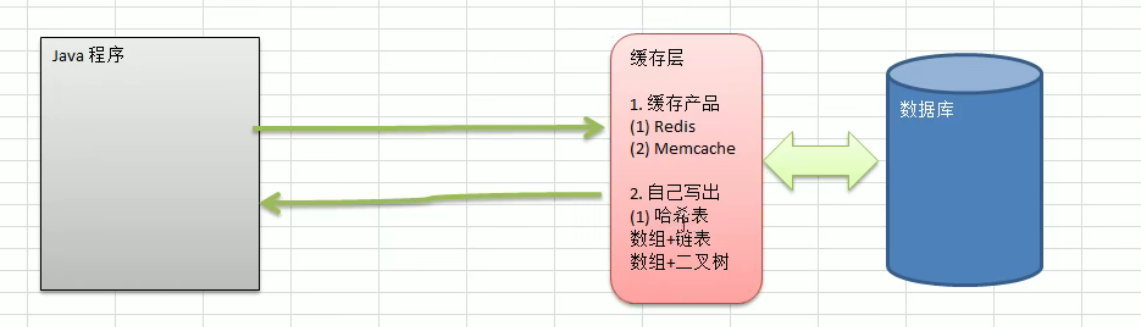 Java 程序
缓存层
1. 缓存产品
(1) Redis
(2) Memcache
2. 自己写出
(1) 哈希表
数组+链表
数组+二叉树
数据库